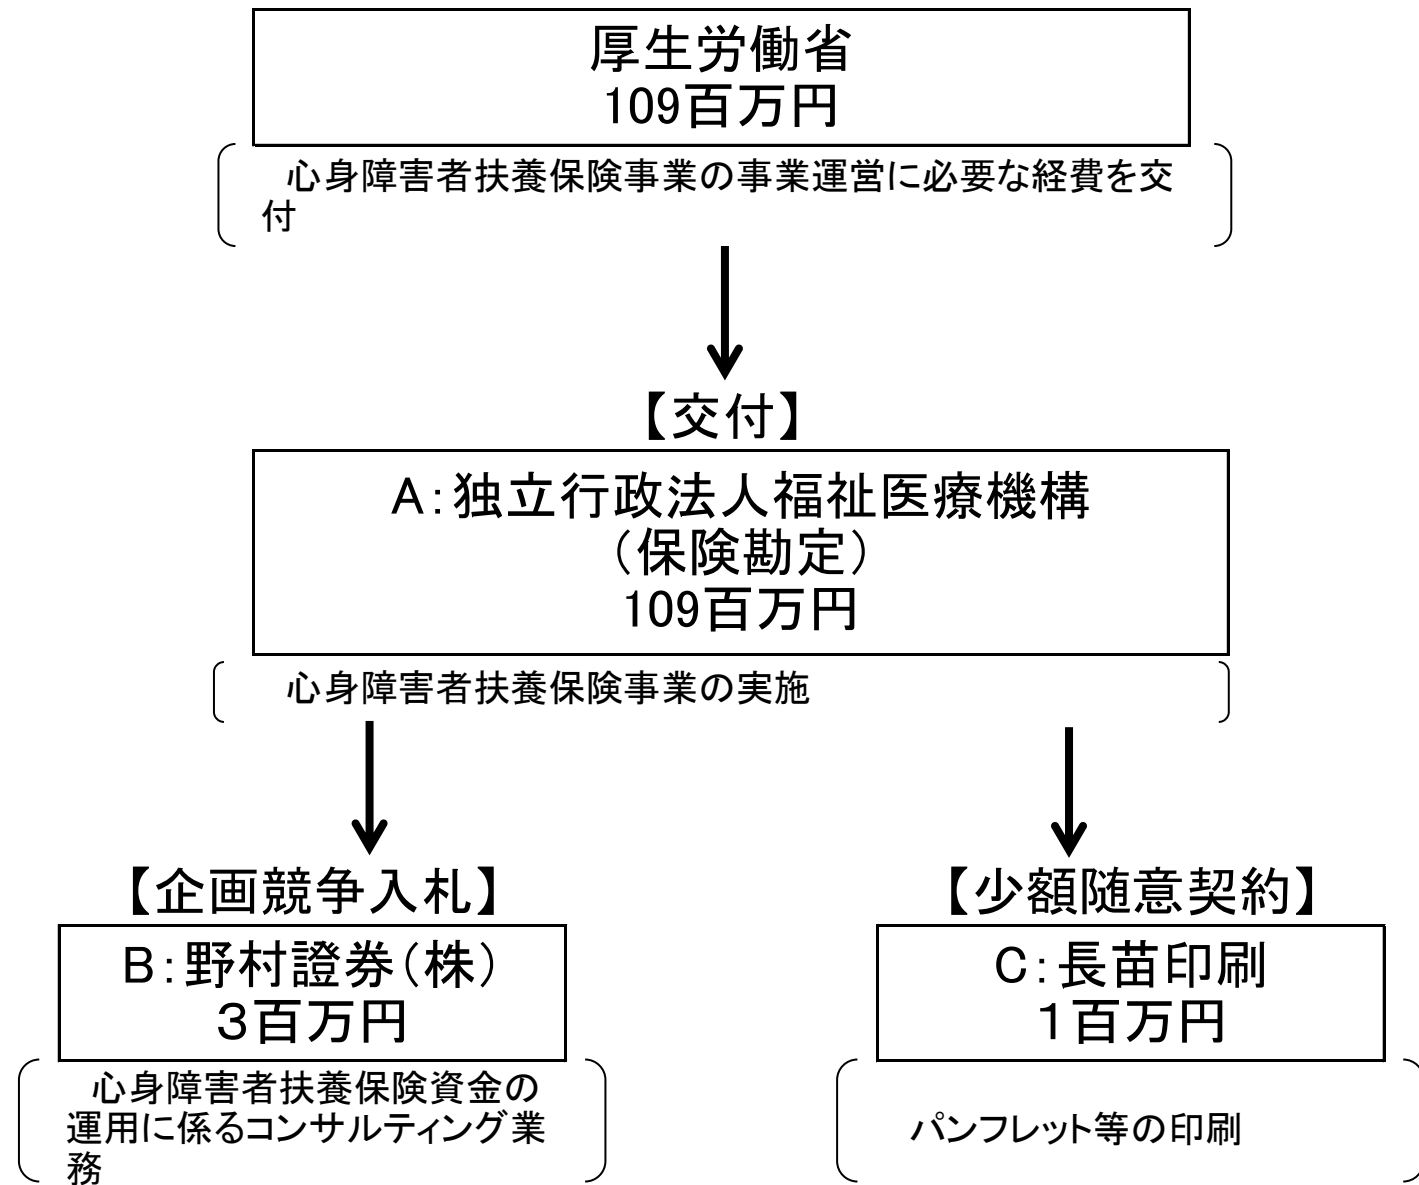 厚生労働省
109百万円
心身障害者扶養保険事業の事業運営に必要な経費を交
付
【交付】
A:独立行政法人福祉医療機構
(保険勘定)
109百万円
心身障害者扶養保険事業の実施
【企画競争入札】
B:野村證券(株)
3百万円
心身障害者扶養保険資金の
運用に係るコンサルティング業
務
【少額随意契約】
C:長苗印刷
1百万円
パンフレット等の印刷